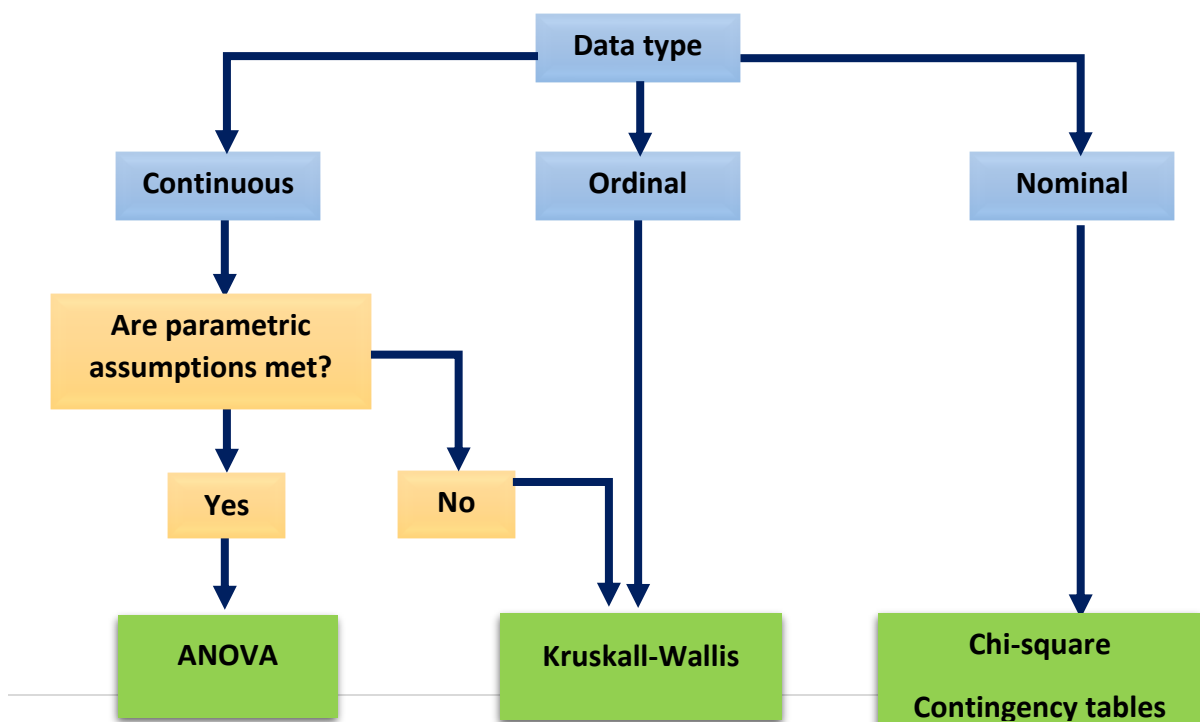 Data type
Continuous
Ordinal
Nominal
Are parametric
assumptions met?
Yes
No
ANOVA
Kruskall-Wallis
Chi-square
Contingency tables